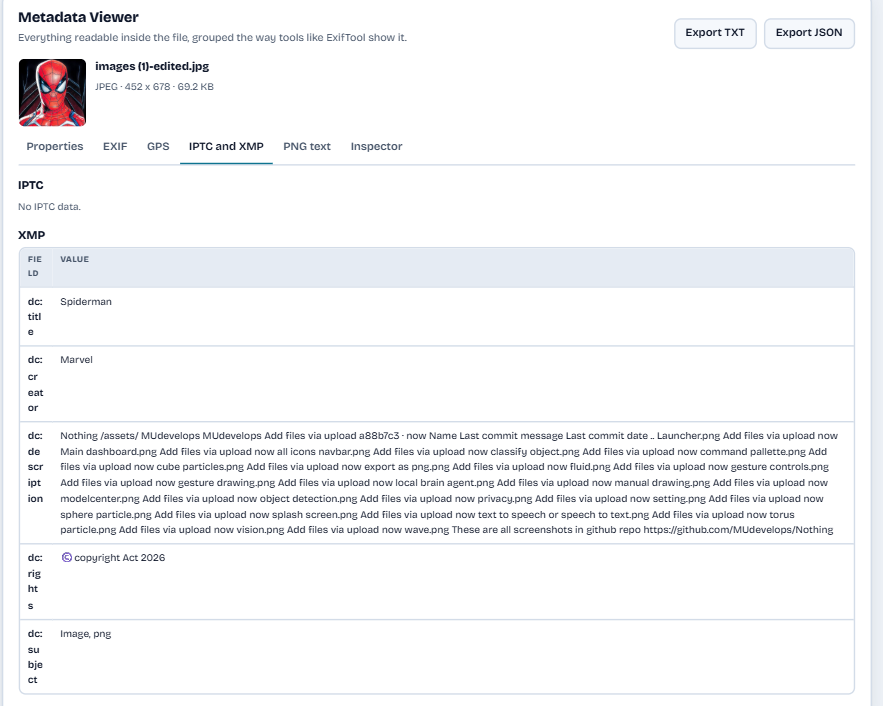 Metadata Viewer
Everything readable inside the file, grouped the way tools like ExifTool show it.
Export TXT
Export JSON
images (1)-edited.jpg
JPEG · 452 x 678 · 69.2 KB
Properties
EXIF
GPS
IPTC and XMP
PNG text
Inspector
IPTC
No IPTC data.
XMP
FIE
LD
VALUE
dc:
titl
e
Spiderman
dc:
cr
eat
or
Marvel
dc:
de
scr
ipt
ion
Nothing /assets/ MUdevelops MUdevelops Add files via upload a88b7c3 · now Name Last commit message Last commit date .. Launcher.png Add files via upload now
Main dashboard.png Add files via upload now all icons navbar.png Add files via upload now classify object.png Add files via upload now command pallette.png Add
files via upload now cube particles.png Add files via upload now export as png.png Add files via upload now fluid.png Add files via upload now gesture controls.png
Add files via upload now gesture drawing.png Add files via upload now local brain agent.png Add files via upload now manual drawing.png Add files via upload now
modelcenter.png Add files via upload now object detection.png Add files via upload now privacy.png Add files via upload now setting.png Add files via upload now
sphere particle.png Add files via upload now splash screen.png Add files via upload now text to speech or speech to text.png Add files via upload now torus
particle.png Add files via upload now vision.png Add files via upload now wave.png These are all screenshots in github repo https://github.com/MUdevelops/Nothing
dc:
rig
ht
s
© copyright Act 2026
dc:
su
bje
ct
Image, png